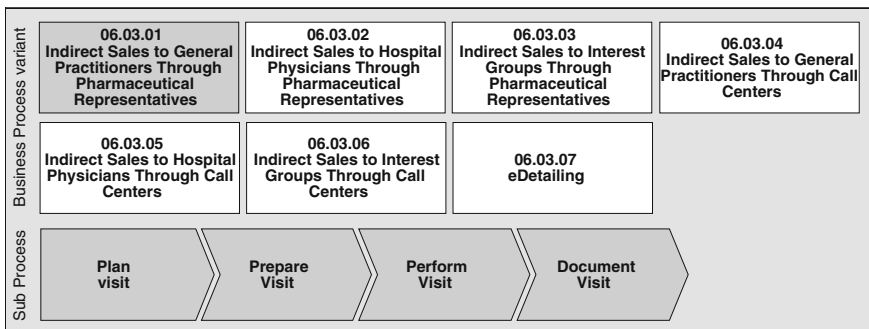 Business Process variant
06.03.01
Indirect Sales to General
Practitioners Through
Pharmaceutical
Representatives
06.03.02
Indirect Sales to Hospital
Physicians Through
Pharmaceutical
Representatives
06.03.03
Indirect Sales to Interest
Groups Through
Pharmaceutical
Representatives
06.03.04
Indirect Sales to General
Practitioners Through Call
Centers
06.03.05
Indirect Sales to Hospital
Physicians Through Call
Centers
06.03.06
Indirect Sales to Interest
Groups Through Call
Centers
06.03.07
eDetailing
Sub Process
Plan
visit
Prepare
Visit
Perform
Visit
Document
Visit